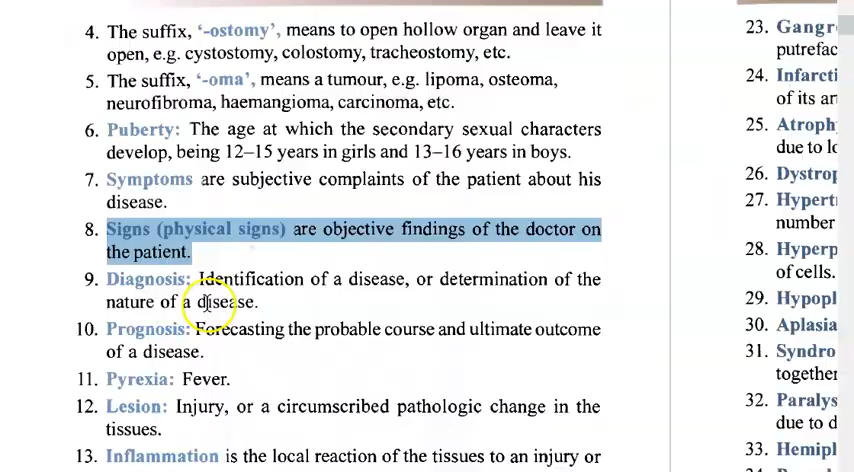 4. The suffix, ‘-ostomy’, means to open hollow organ and leave it
open, e.g. cystostomy, colostomy, tracheostomy, etc.
5. The suffix, ‘-oma’, means a tumour, e.g. lipoma, osteoma,
neurofibroma, haemangioma, carcinoma, etc.
6. Puberty: The age at which the secondary sexual characters
develop, being 12–15 years in girls and 13–16 years in boys.
7. Symptoms are subjective complaints of the patient about his
disease.
8. Signs (physical signs) are objective findings of the doctor on
the patient.
9. Diagnosis: Identification of a disease, or determination of the
nature of a disease.
10. Prognosis: Forecasting the probable course and ultimate outcome
of a disease.
11. Pyrexia: Fever.
12. Lesion: Injury, or a circumscribed pathologic change in the
tissues.
13. Inflammation is the local reaction of the tissues to an injury or
23. Gangr
putrefac
24. Infarcti
of its ar
25. Atroph
due to lo
26. Dystrop
27. Hypert
number
28. Hyperp
of cells.
29. Hypopl
30. Aplasia
31. Syndro
together
32. Paralys
due to d
33. Hemipl